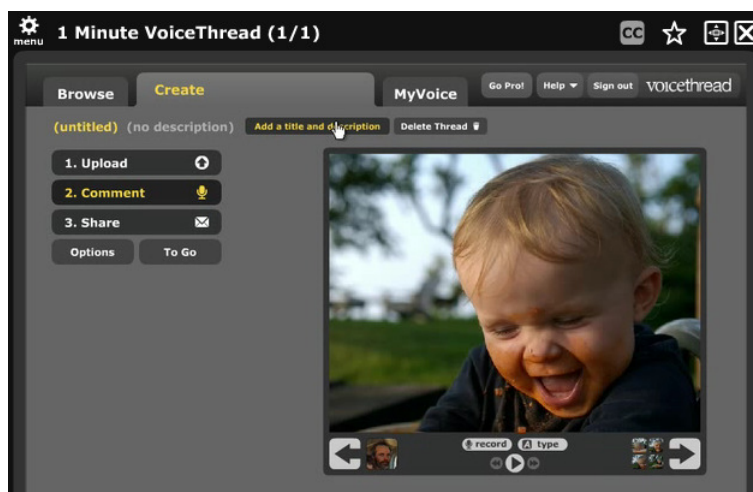 menu 1 Minute VoiceThread (1/1) CC
Browse Create MyVoice Go Pro! Help Sign out voicethread
(untitled) (no description) Add a title and description Delete Thread
1. Upload
2. Comment
3. Share
Options To Go
record A type